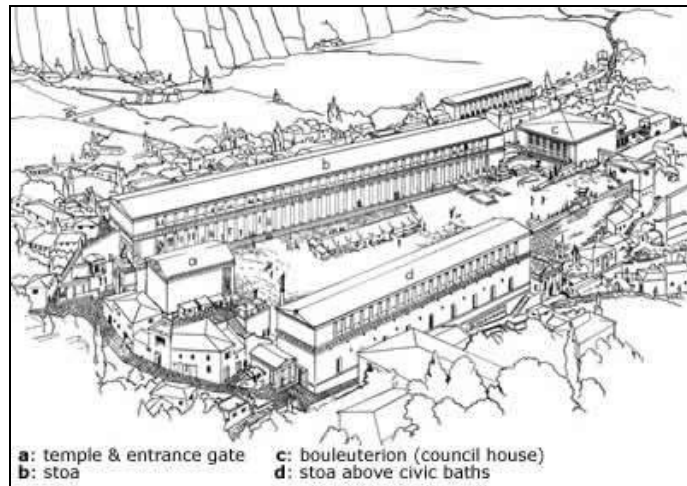 b
c
a
d
a: temple & entrance gate
b: stoa
c: bouleuterion (council house)
d: stoa above civic baths